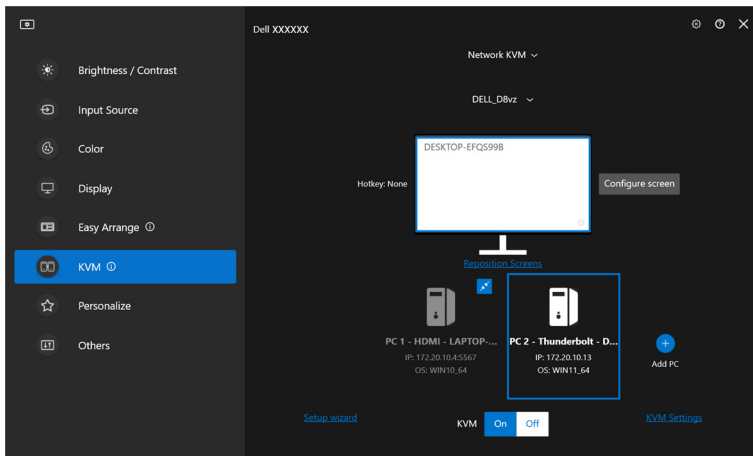 Dell XXXXXX
Brightness / Contrast
Input Source
Color
Display
Easy Arrange
KVM
Personalize
Others
Network KVM
DELL_D8vz
DESKTOP-EFQS99B
Hotkey: None
Configure screen
Reposition Screens
PC 1 - HDMI - LAPTOP-...
IP: 172.20.10.4:5567
OS: WIN10_64
PC 2 - Thunderbolt - D...
IP: 172.20.10.13
OS: WIN11_64
Add PC
Setup wizard
KVM On Off
KVM Settings